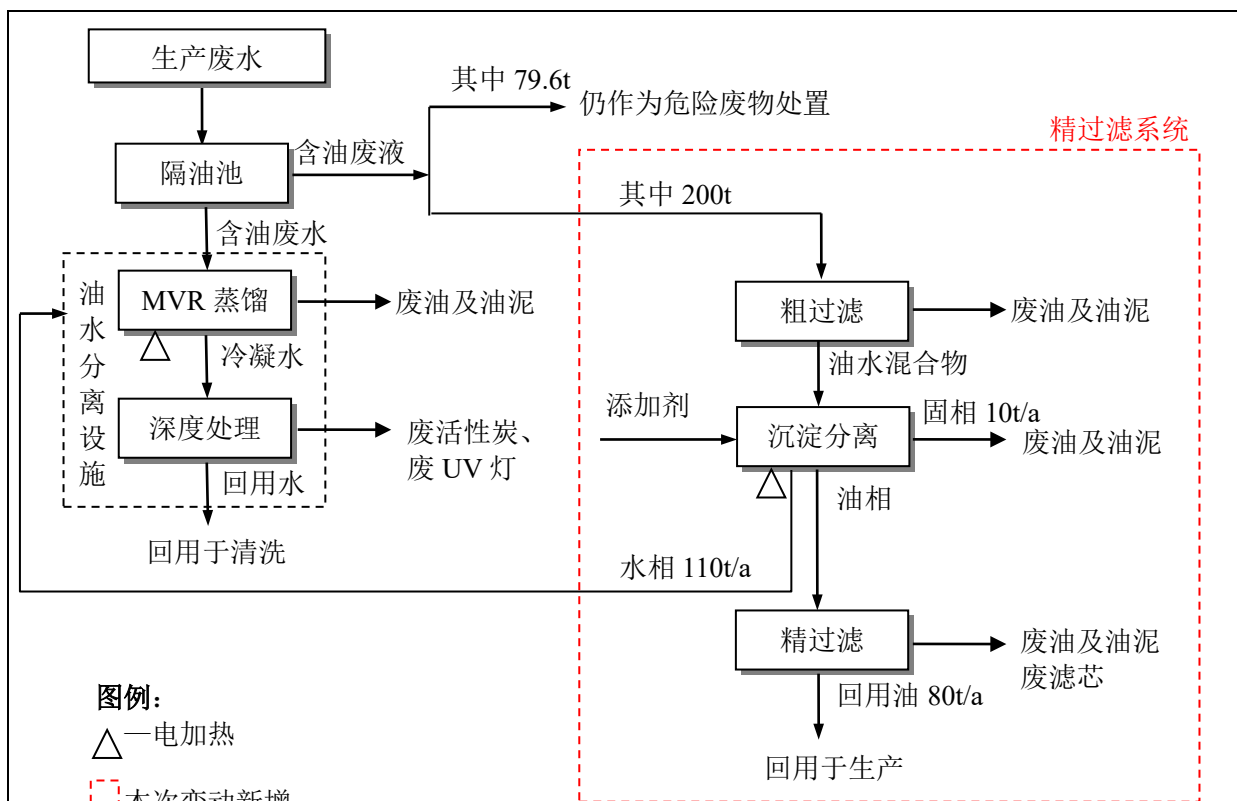 生产废水
其中 79.6t
仍作为危险废物处置
精过滤系统
含油废液
隔油池
其中 200t
含油废水
油水分离设施
MVR 蒸馏
废油及油泥
粗过滤
废油及油泥
冷凝水
油水混合物
添加剂
固相 10t/a
深度处理
废活性炭、
废 UV 灯
沉淀分离
废油及油泥
回用水
油相
回用于清洗
水相 110t/a
精过滤
废油及油泥
废滤芯
回用油 80t/a
图例：
—电加热
回用于生产
本次变动新增